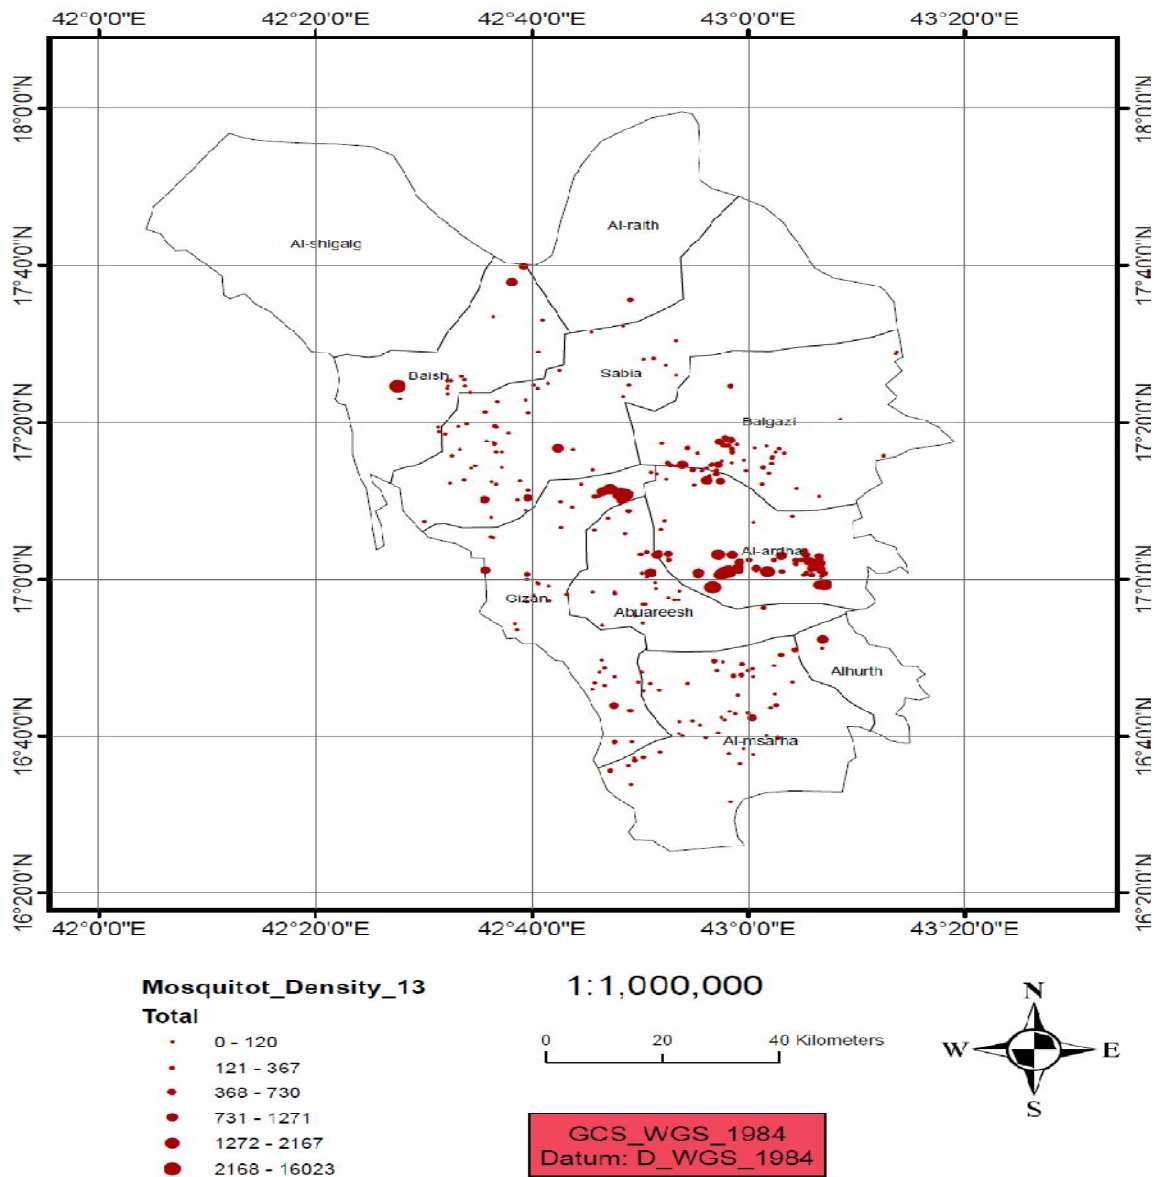 42°0'0"E 42°20'0"E 42°40'0"E 43°0'0"E 43°20'0"E
18°0'0"N 18°0'0"N
Al-raith
Al-shigaig
17°40'0"N 17°40'0"N
Baish Sabia
17°20'0"N Balgazi 17°20'0"N
Al-ardha
17°0'0"N 17°0'0"N
Gizan Abuareesh
Alhurth
16°40'0"N Al-msarha 16°40'0"N
16°20'0"N 16°20'0"N
42°0'0"E 42°20'0"E 42°40'0"E 43°0'0"E 43°20'0"E
Mosquitot_Density_13
Total
0 - 120
121 - 367
368 - 730
731 - 1271
1272 - 2167
2168 - 16023
1:1,000,000
0 20 40 Kilometers
GCS_WGS_1984
Datum: D_WGS_1984
N
W E
S